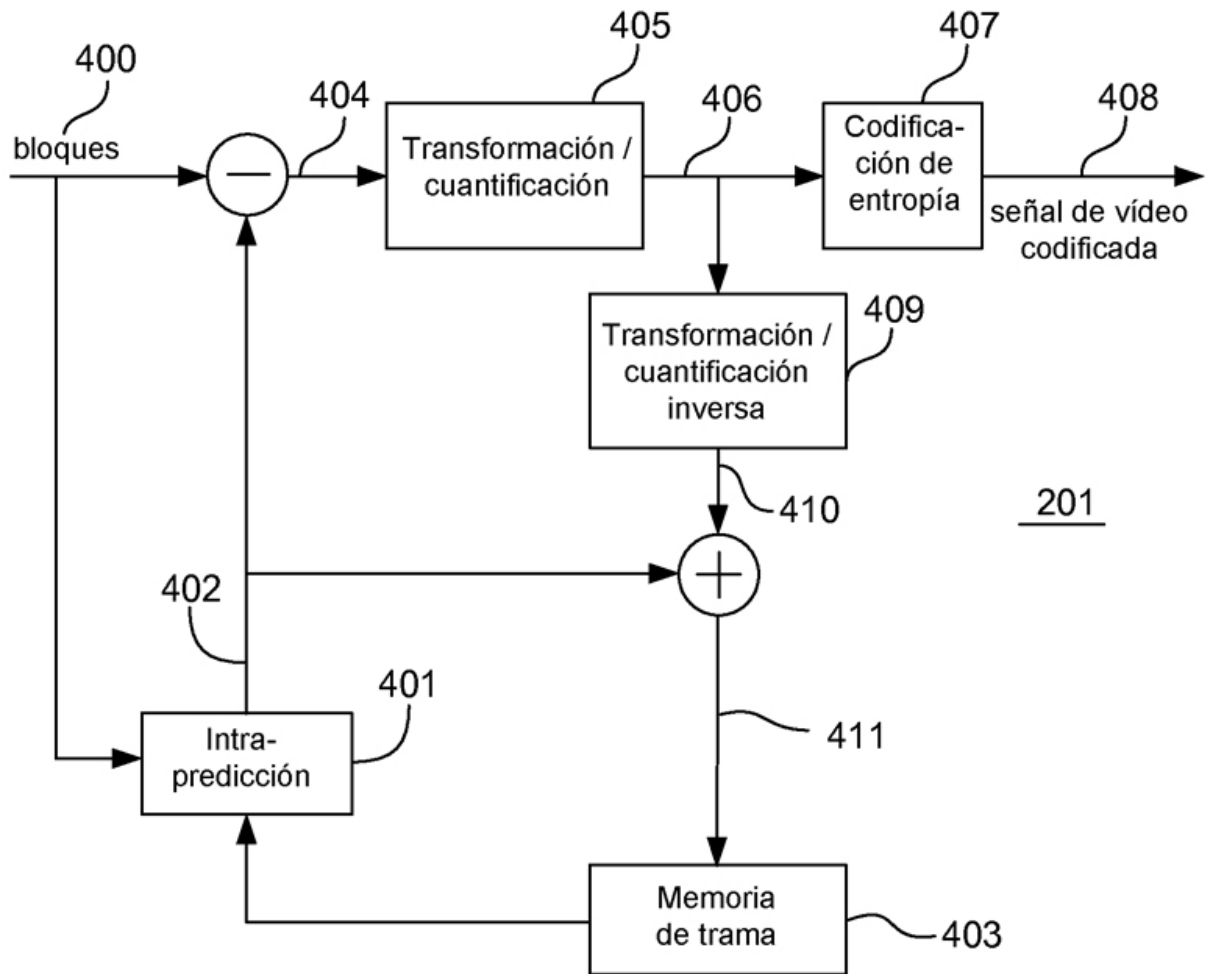 400
bloques
404
405
Transformación /
cuantificación
406
407
Codifica-
ción de
entropía
408
señal de vídeo
codificada
Transformación /
cuantificación
inversa
409
410
201
402
401
Intra-
predicción
411
Memoria
de trama
403